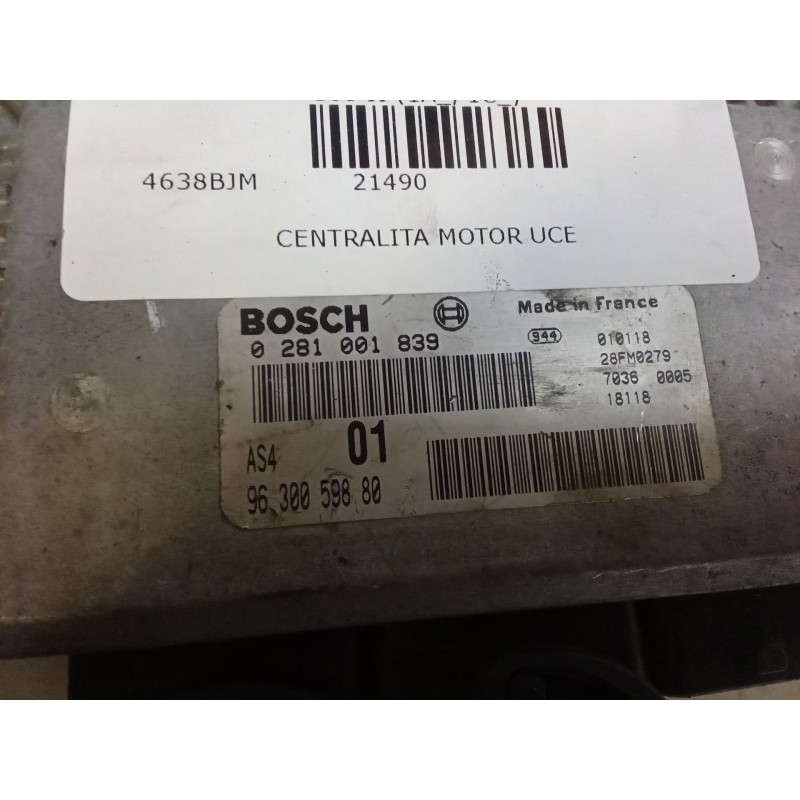 4638BJM 21490
CENTRALITA MOTOR UCE
BOSCH Made in France
0 281 001 839 944 010118
28FM0279
7036 0005
18118
AS4 01
96 300 598 80